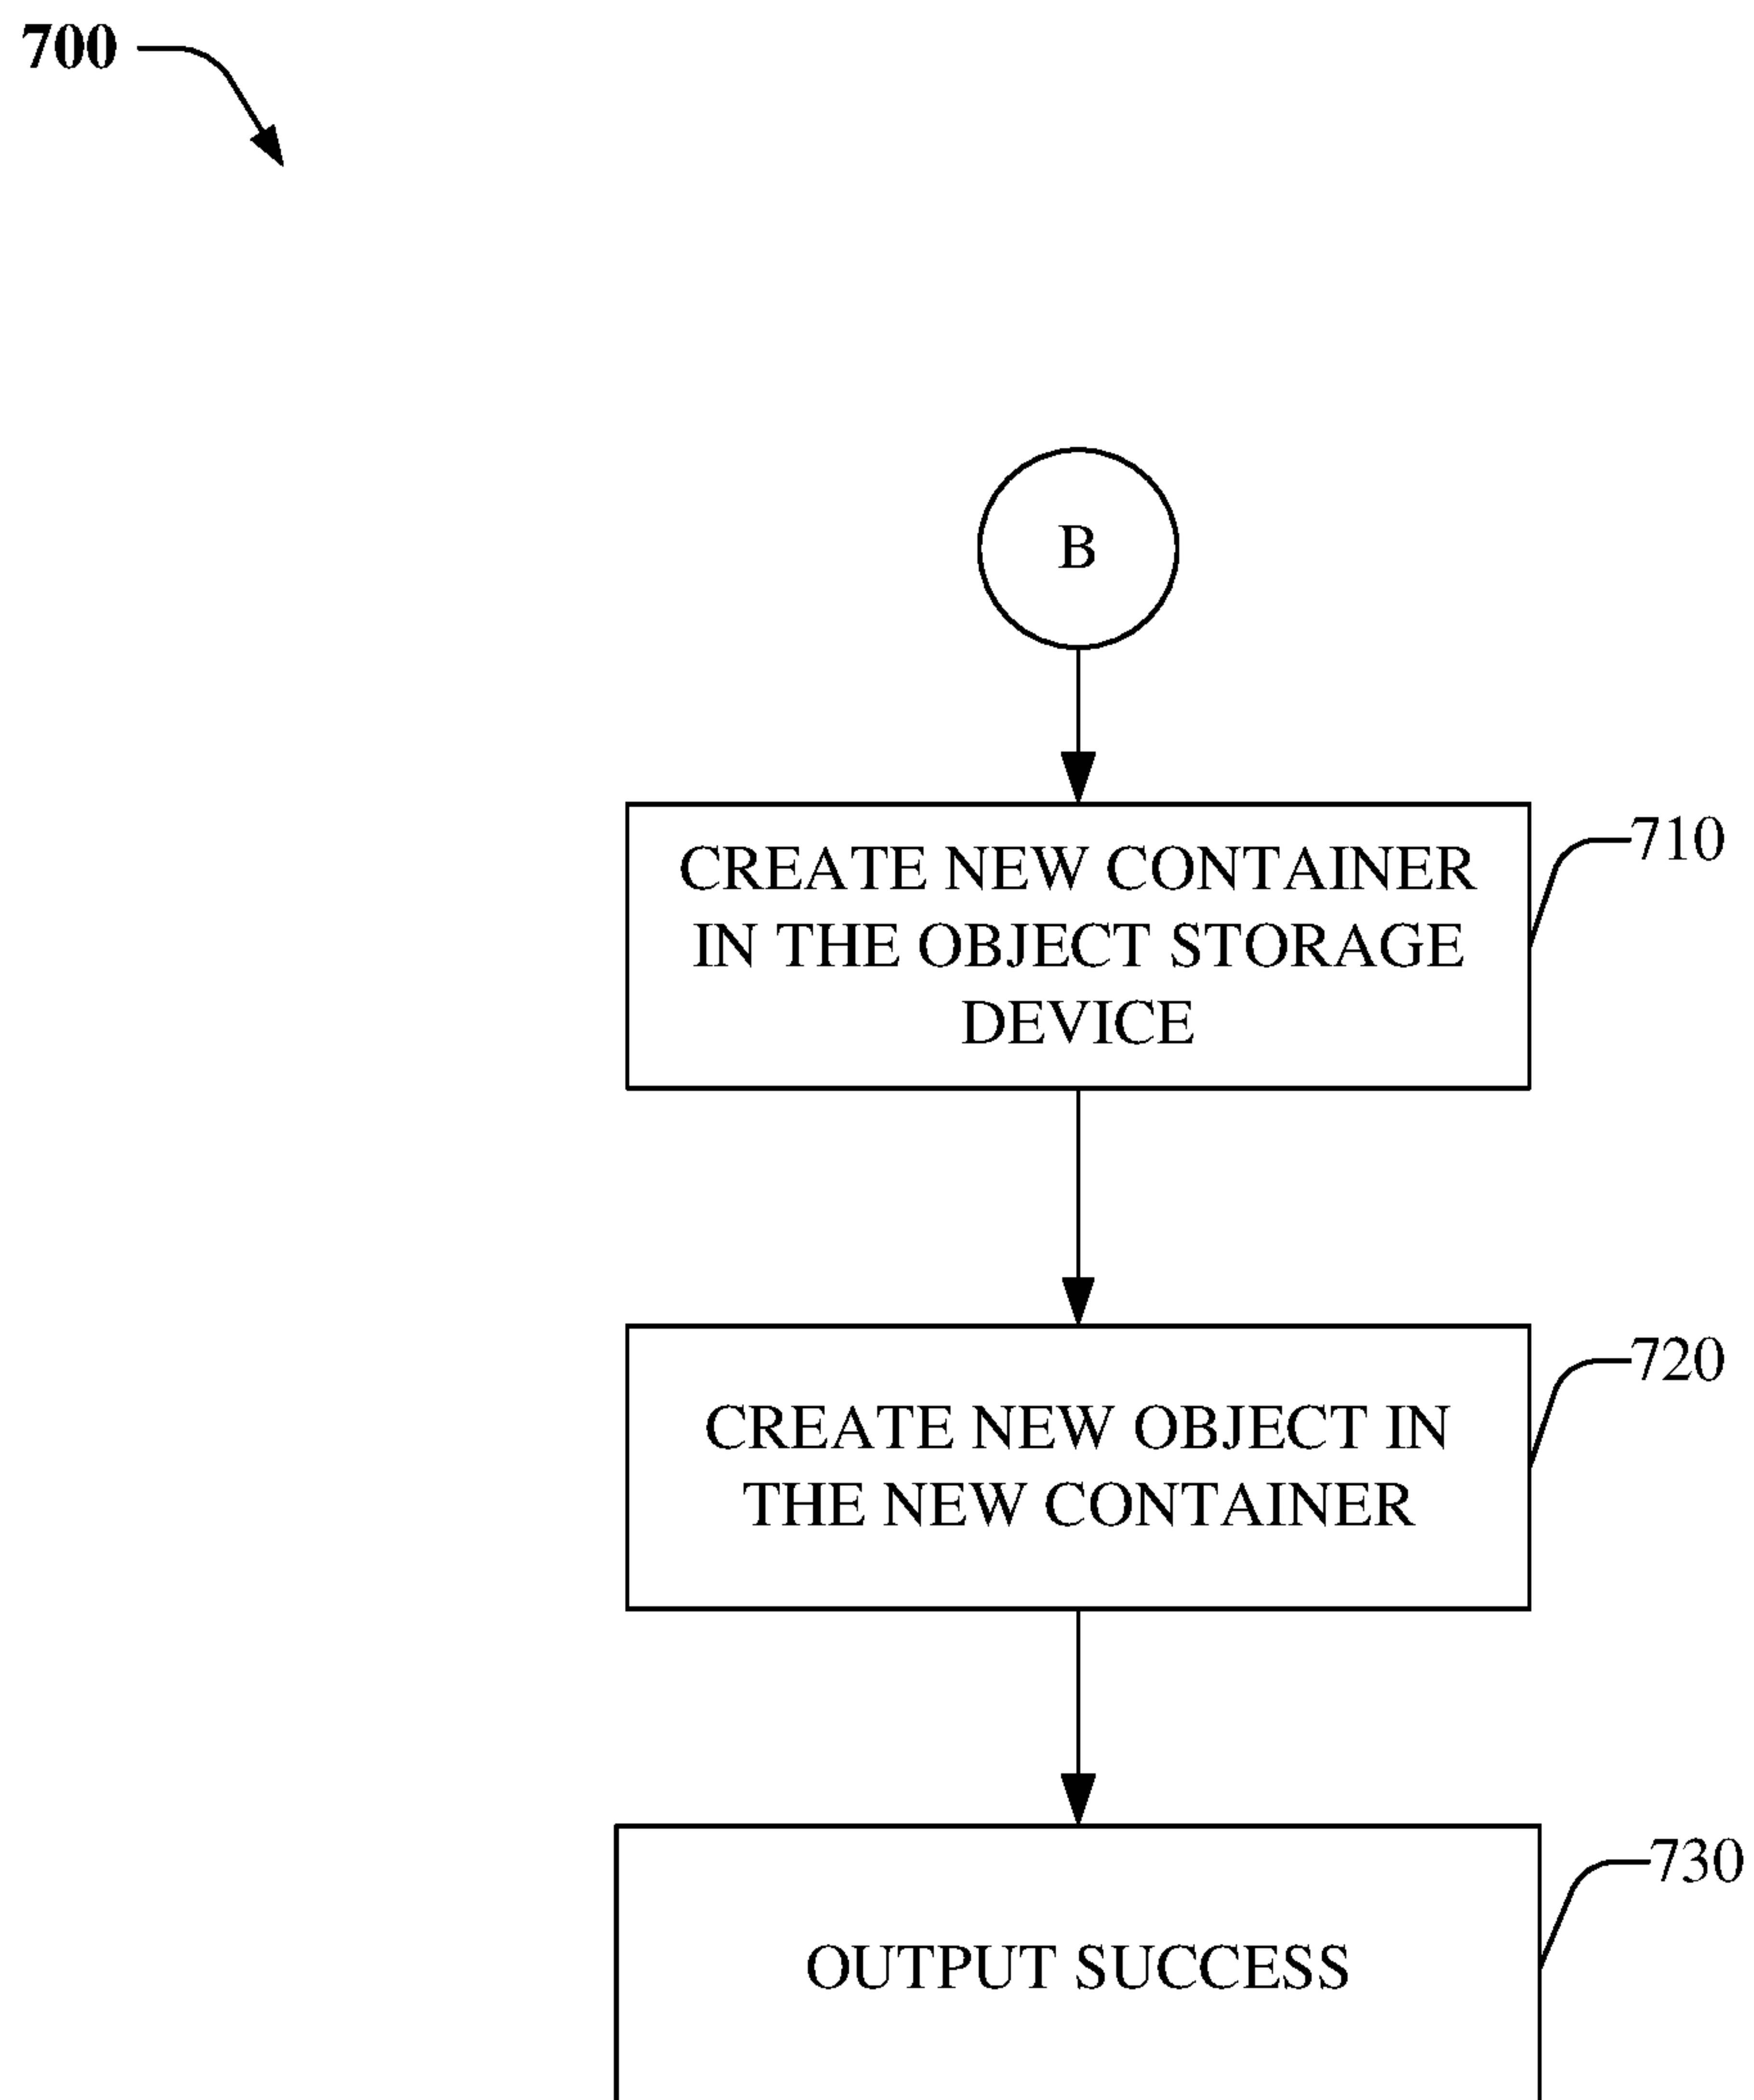 700
B
CREATE NEW CONTAINER
IN THE OBJECT STORAGE
DEVICE
710
CREATE NEW OBJECT IN
THE NEW CONTAINER
720
OUTPUT SUCCESS
730